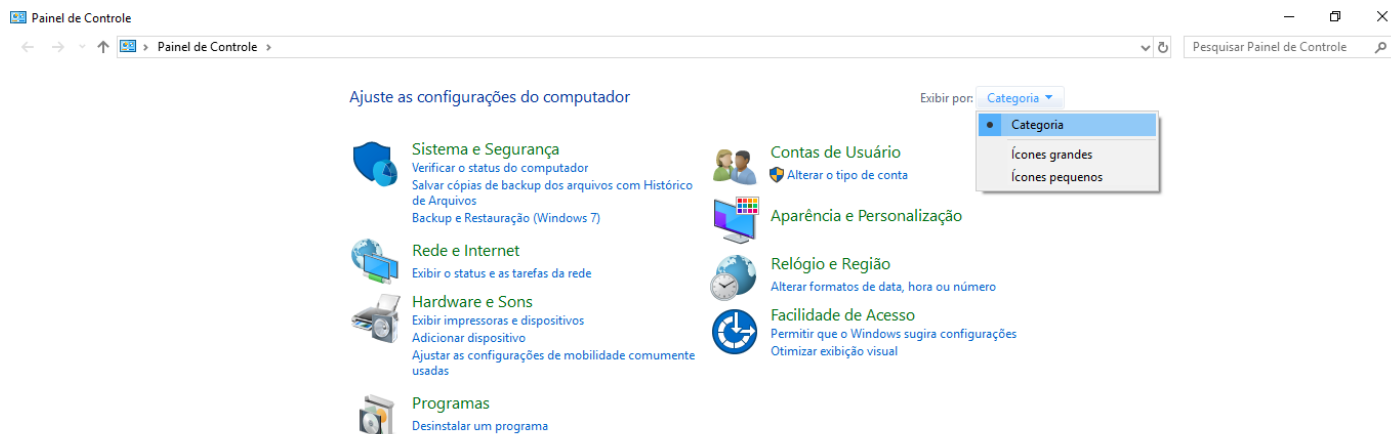 Painel de Controle
Painel de Controle
Pesquisar Painel de Controle
Ajuste as configurações do computador
Exibir por: Categoria
Categoria
Ícones grandes
Ícones pequenos
Sistema e Segurança
Verificar o status do computador
Salvar cópias de backup dos arquivos com Histórico
de Arquivos
Backup e Restauração (Windows 7)
Rede e Internet
Exibir o status e as tarefas da rede
Hardware e Sons
Exibir impressoras e dispositivos
Adicionar dispositivo
Ajustar as configurações de mobilidade comumente
usadas
Programas
Desinstalar um programa
Contas de Usuário
Alterar o tipo de conta
Aparência e Personalização
Relógio e Região
Alterar formatos de data, hora ou número
Facilidade de Acesso
Permitir que o Windows sugira configurações
Otimizar exibição visual